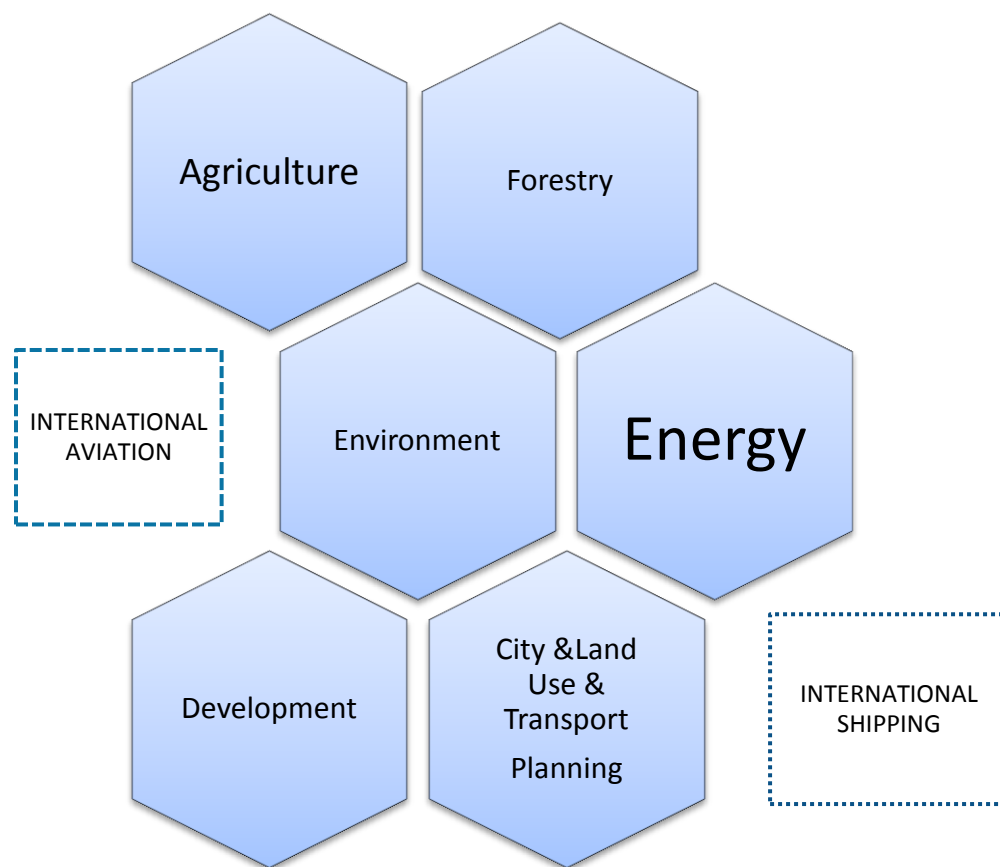 Agriculture
Forestry
INTERNATIONAL
AVIATION
Environment
Energy
Development
City &Land
Use &
Transport
Planning
INTERNATIONAL
SHIPPING